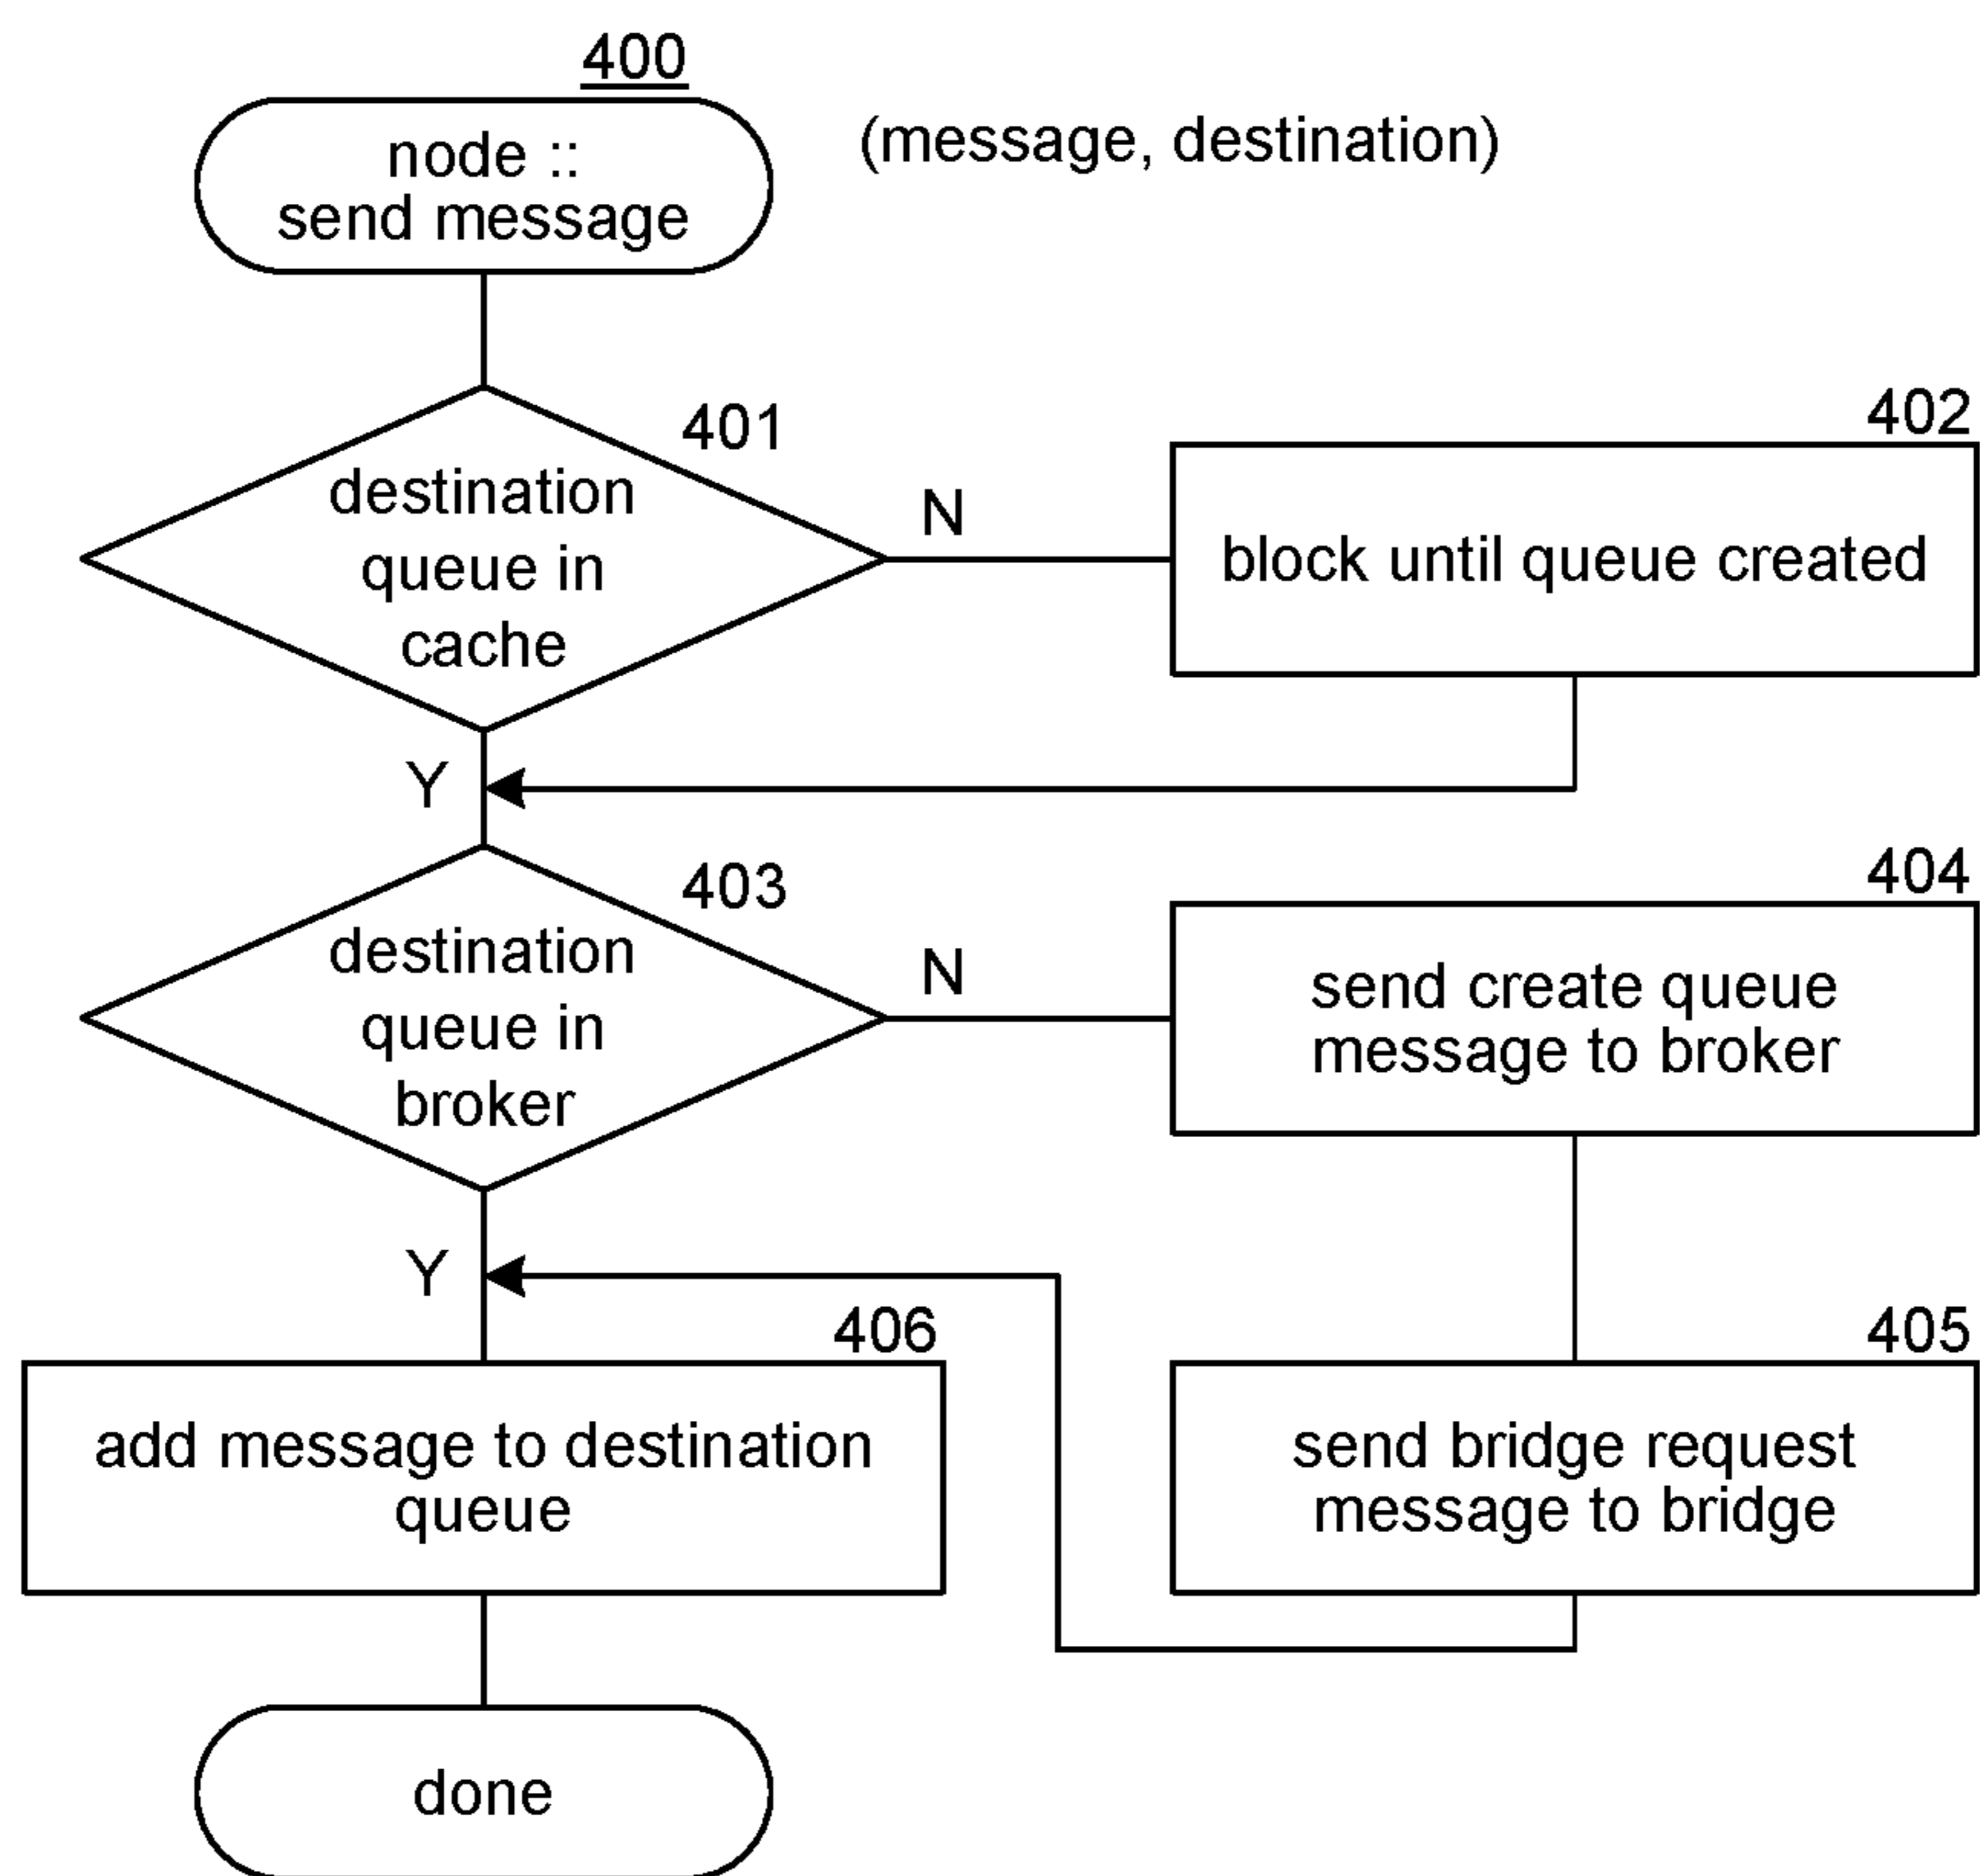 400
node ::
send message
(message, destination)
401
destination
queue in
cache
N
402
block until queue created
Y
403
destination
queue in
broker
N
404
send create queue
message to broker
Y
406
add message to destination
queue
405
send bridge request
message to bridge
done